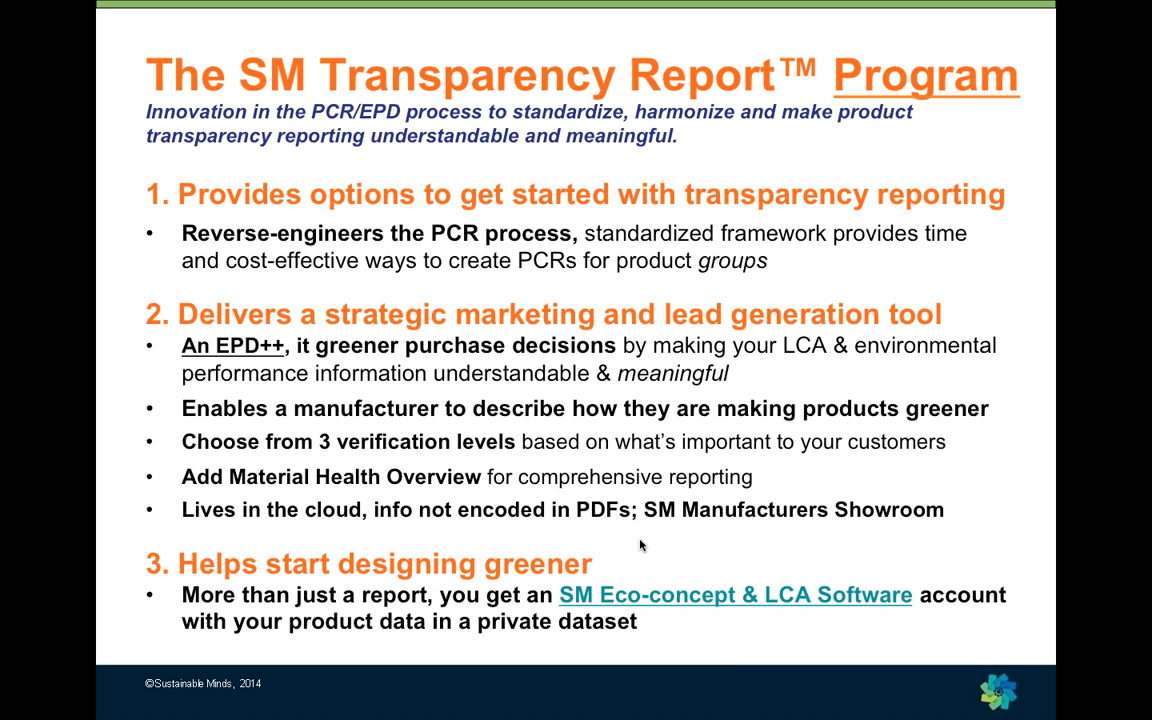 The SM Transparency Report™ Program
Innovation in the PCR/EPD process to standardize, harmonize and make product
transparency reporting understandable and meaningful.
1. Provides options to get started with transparency reporting
• Reverse-engineers the PCR process, standardized framework provides time
and cost-effective ways to create PCRs for product groups
2. Delivers a strategic marketing and lead generation tool
• An EPD++, it greener purchase decisions by making your LCA & environmental
performance information understandable & meaningful
• Enables a manufacturer to describe how they are making products greener
• Choose from 3 verification levels based on what’s important to your customers
• Add Material Health Overview for comprehensive reporting
• Lives in the cloud, info not encoded in PDFs; SM Manufacturers Showroom
3. Helps start designing greener
• More than just a report, you get an SM Eco-concept & LCA Software account
with your product data in a private dataset
©Sustainable Minds, 2014